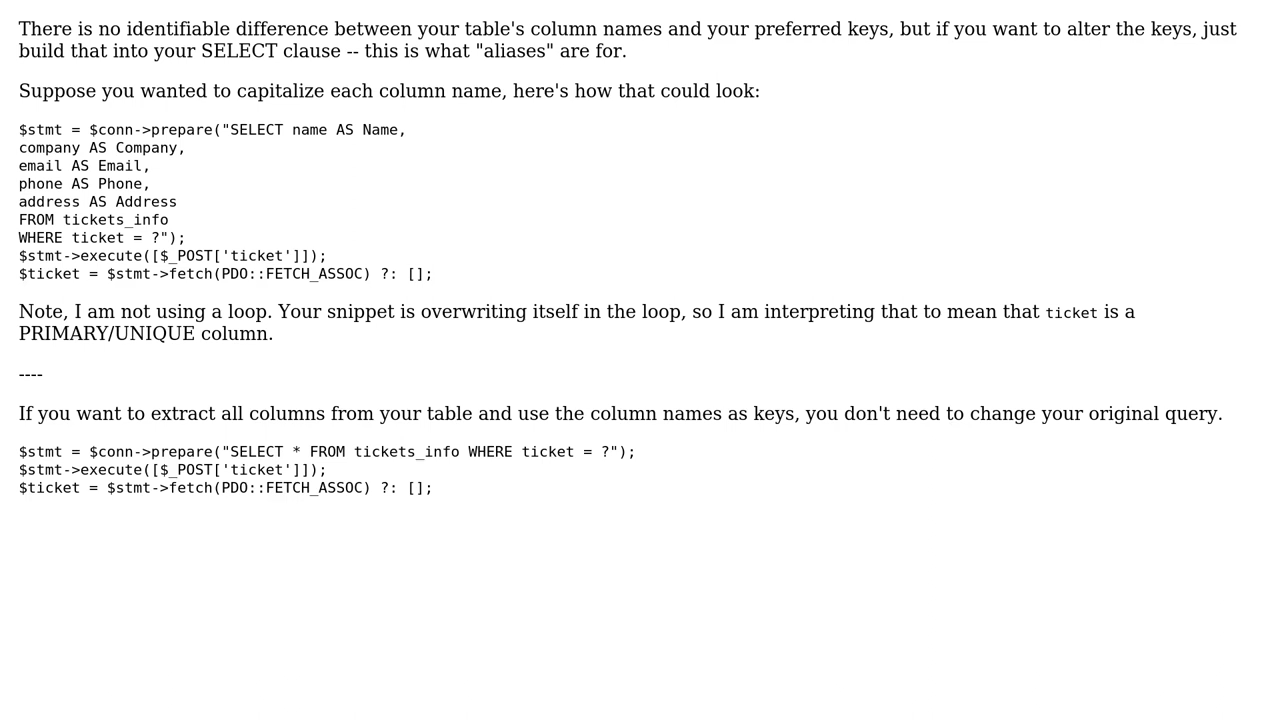 There is no identifiable difference between your table's column names and your preferred keys, but if you want to alter the keys, just
build that into your SELECT clause -- this is what "aliases" are for.
Suppose you wanted to capitalize each column name, here's how that could look:
$stmt = $conn->prepare("SELECT name AS Name,
company AS Company,
email AS Email,
phone AS Phone,
address AS Address
FROM tickets_info
WHERE ticket = ?");
$stmt->execute([$_POST['ticket']]);
$ticket = $stmt->fetch(PDO::FETCH_ASSOC) ?: [];
Note, I am not using a loop. Your snippet is overwriting itself in the loop, so I am interpreting that to mean that ticket is a
PRIMARY/UNIQUE column.
----
If you want to extract all columns from your table and use the column names as keys, you don't need to change your original query.
$stmt = $conn->prepare("SELECT * FROM tickets_info WHERE ticket = ?");
$stmt->execute([$_POST['ticket']]);
$ticket = $stmt->fetch(PDO::FETCH_ASSOC) ?: [];